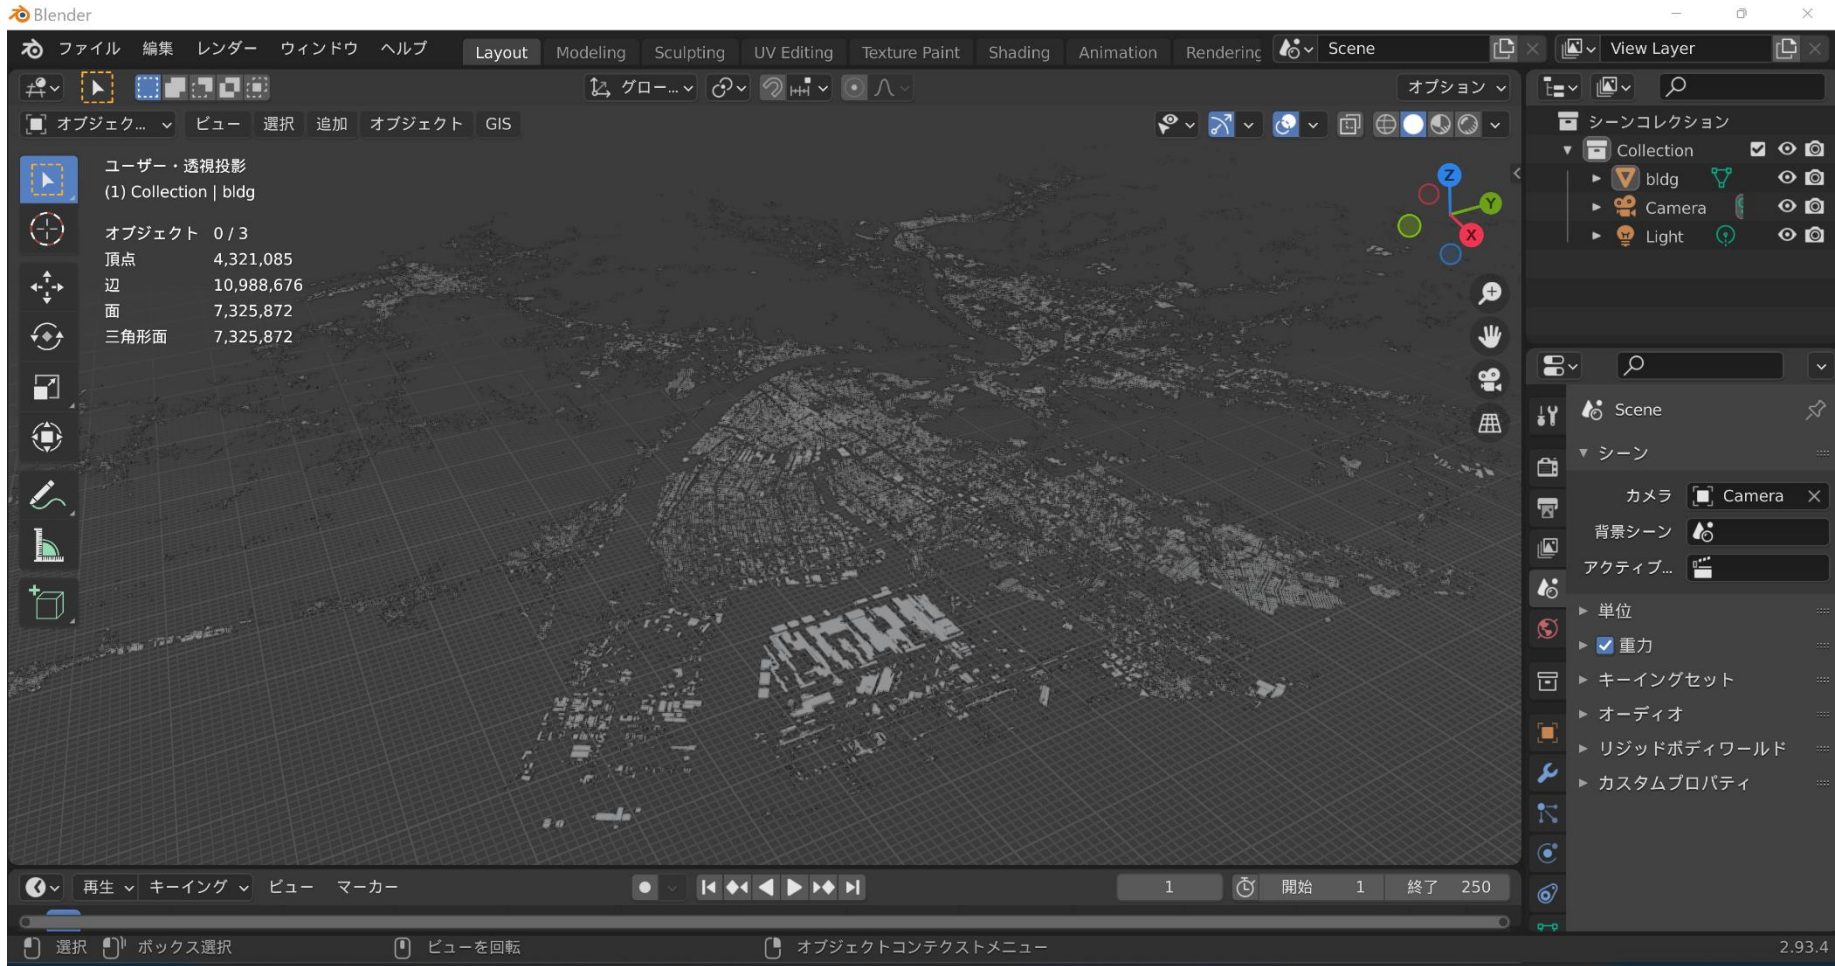 Blender
ファイル 編集 レンダー ウィンドウ ヘルプ Layout Modeling Sculpting UV Editing Texture Paint Shading Animation Rendering Scene View Layer
グロー... オプション
オブジェク... ビュー 選択 追加 オブジェクト GIS
シーンコレクション
Collection
bldg
Camera
Light
ユーザー・透視投影
(1) Collection | bldg
オブジェクト 0 / 3
頂点 4,321,085
辺 10,988,676
面 7,325,872
三角形面 7,325,872
Z
Y
X
Scene
シーン
カメラ Camera
背景シーン
アクティブ...
単位
重力
キーイングセット
オーディオ
リジッドボディワールド
カスタムプロパティ
再生 キーイング ビュー マーカー 1 開始 1 終了 250
選択 ボックス選択 ビューを回転 オブジェクトコンテクストメニュー 2.93.4